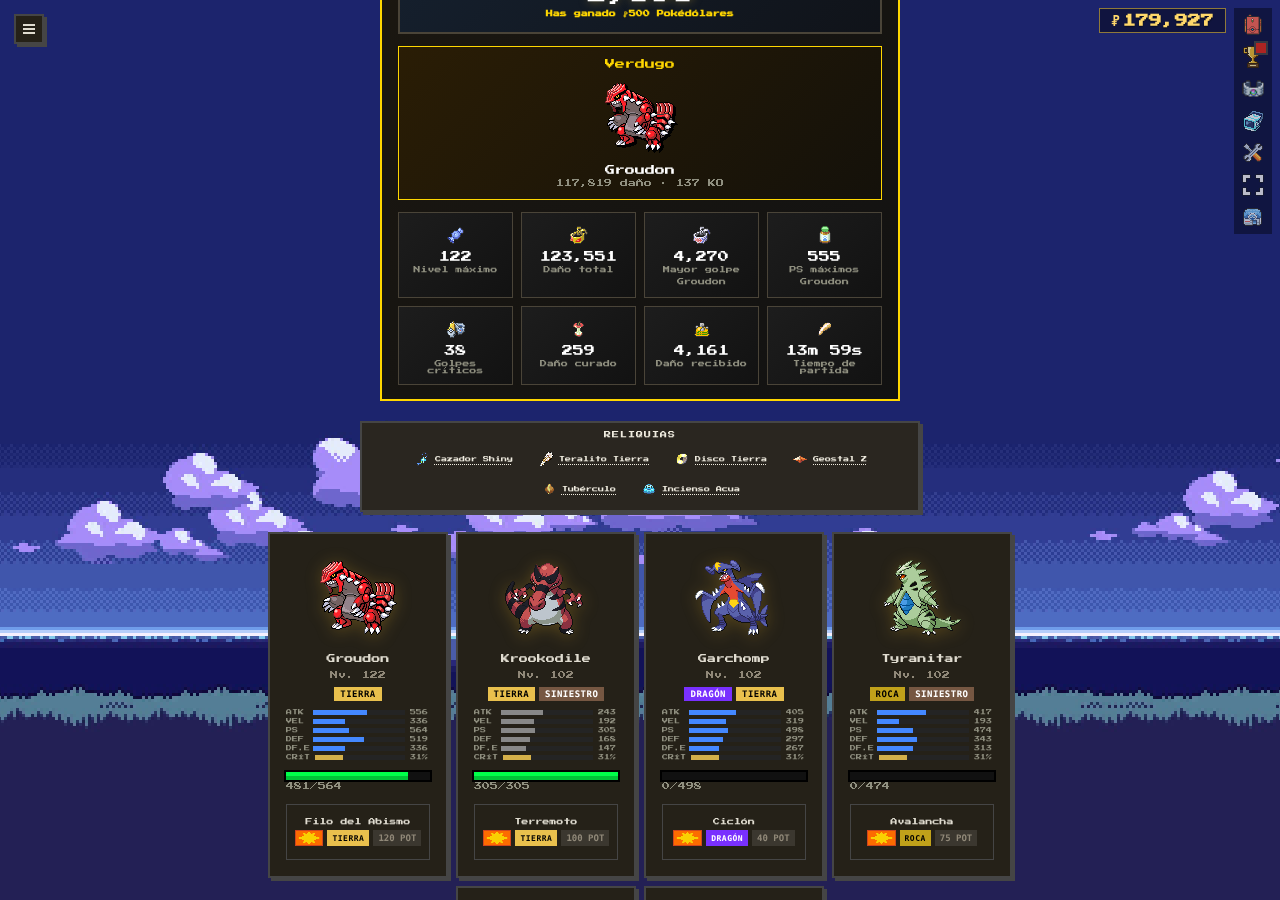 Has ganado ₽500 Pokédólares
₽179,927
Verdugo
Groudon
117,819 daño · 137 KO
122
Nivel máximo
123,551
Daño total
4,270
Mayor golpe
Groudon
555
PS máximos
Groudon
38
Golpes
críticos
259
Daño curado
4,161
Daño recibido
13m 59s
Tiempo de
partida
RELIQUIAS
Cazador Shiny
Teralito Tierra
Disco Tierra
Geostal Z
Tubérculo
Incienso Acua
Groudon
Nv. 122
TIERRA
ATK 556
VEL 336
PS 564
DEF 519
DF.E 336
CRIT 31%
481/564
Filo del Abismo
TIERRA 120 POT
Krookodile
Nv. 102
TIERRA SINIESTRO
ATK 243
VEL 192
PS 305
DEF 168
DF.E 147
CRIT 31%
305/305
Terremoto
TIERRA 100 POT
Garchomp
Nv. 102
DRAGÓN TIERRA
ATK 405
VEL 319
PS 498
DEF 297
DF.E 267
CRIT 31%
0/498
Ciclón
DRAGÓN 40 POT
Tyranitar
Nv. 102
ROCA SINIESTRO
ATK 417
VEL 193
PS 474
DEF 343
DF.E 313
CRIT 31%
0/474
Avalancha
ROCA 75 POT